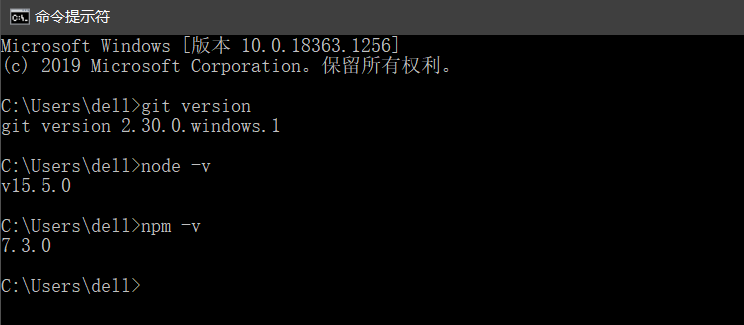 命令提示符
Microsoft Windows [版本 10.0.18363.1256]
(c) 2019 Microsoft Corporation。保留所有权利。
C:\Users\dell>git version
git version 2.30.0.windows.1
C:\Users\dell>node -v
v15.5.0
C:\Users\dell>npm -v
7.3.0
C:\Users\dell>